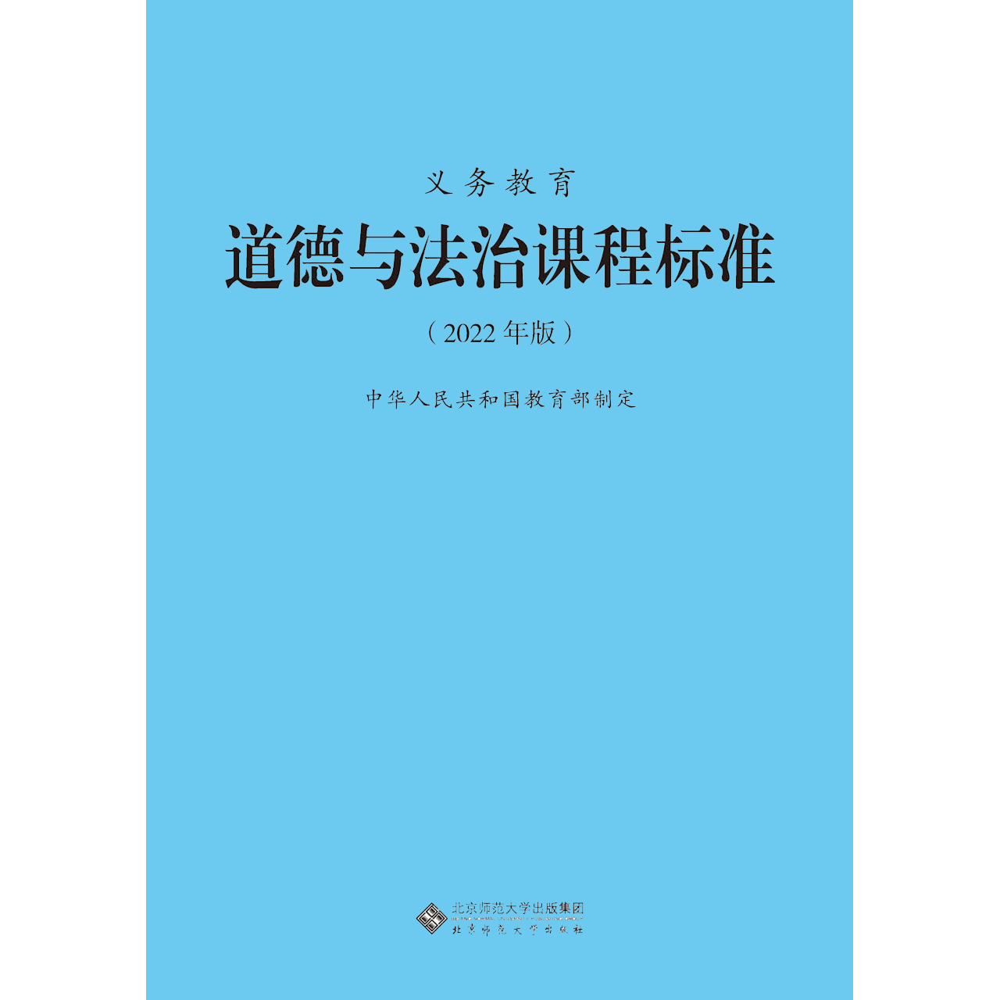 义务教育
道德与法治课程标准
（2022年版）
中华人民共和国教育部制定
北京师范大学出版集团
北京师范大学出版社